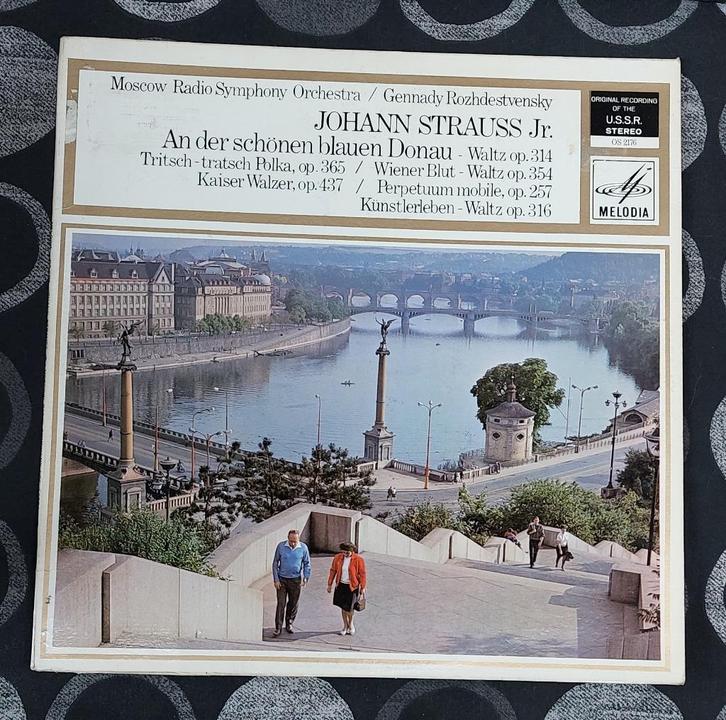 Moscow Radio Symphony Orchestra / Gennady Rozhdestvensky
JOHANN STRAUSS Jr.
An der schönen blauen Donau - Waltz op.314
Tritsch-tratsch Polka, op. 365 / Wiener Blut - Waltz op.354
Kaiser Walzer, op. 437 / Perpetuum mobile, op. 257
Künstlerleben - Waltz op. 316
ORIGINAL RECORDING
OF THE
U.S.S.R.
STEREO
OS 2176
MELODIA